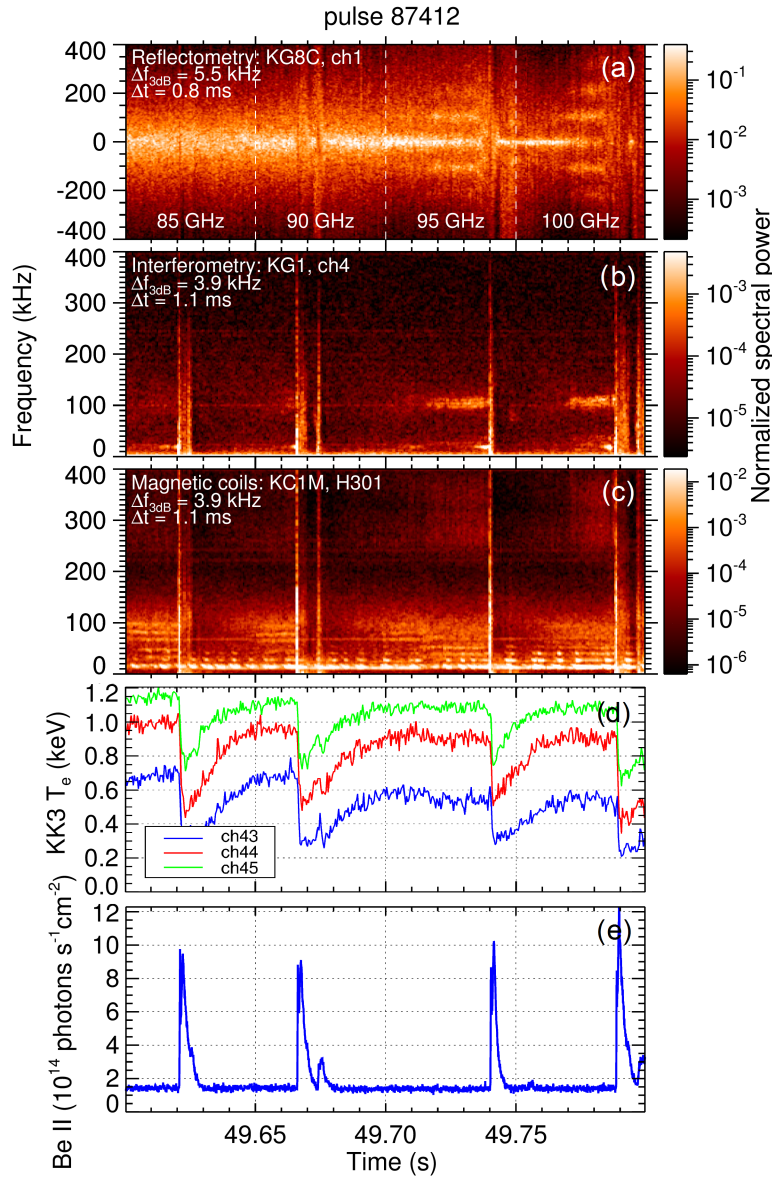 pulse 87412
Reflectometry: KG8C, ch1
Δf3dB = 5.5 kHz
Δt = 0.8 ms
(a)
400
200
0
-200
-400
85 GHz 90 GHz 95 GHz 100 GHz
10-1
10-2
10-3
Interferometry: KG1, ch4
Δf3dB = 3.9 kHz
Δt = 1.1 ms
(b)
400
300
200
100
0
10-3
10-4
10-5
Frequency (kHz)
Normalized spectral power
Magnetic coils: KC1M, H301
Δf3dB = 3.9 kHz
Δt = 1.1 ms
(c)
400
300
200
100
0
10-2
10-3
10-4
10-5
10-6
KK3 Te (keV)
1.2
1.0
0.8
0.6
0.4
0.2
0.0
(d)
ch43
ch44
ch45
Be II (1014 photons s-1cm-2)
12
10
8
6
4
2
0
(e)
49.65 49.70 49.75
Time (s)